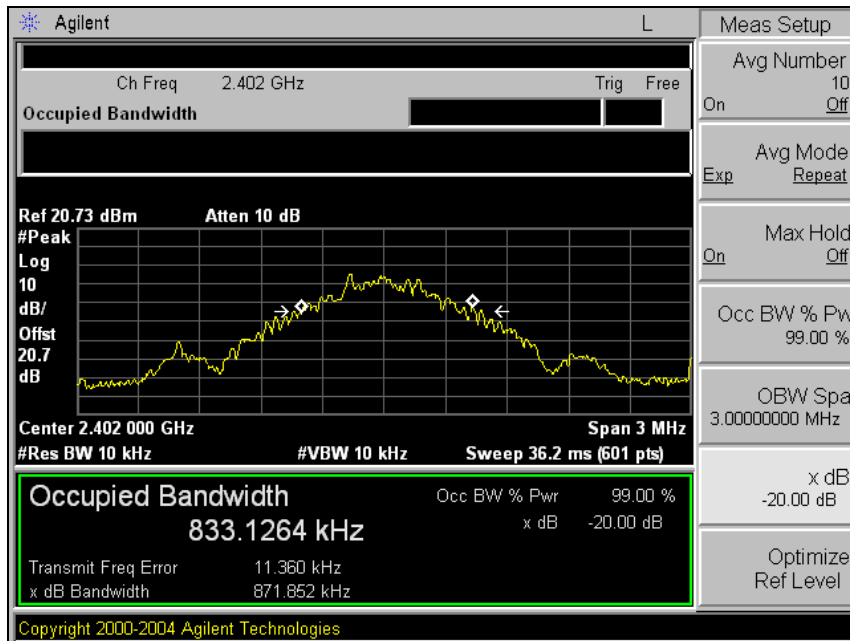 Agilent L
Ch Freq 2.402 GHz Trig Free
Occupied Bandwidth
Ref 20.73 dBm Atten 10 dB
#Peak
Log
10
dB/
Offst
20.7
dB
Center 2.402 000 GHz Span 3 MHz
#Res BW 10 kHz #VBW 10 kHz Sweep 36.2 ms (601 pts)
Occupied Bandwidth
833.1264 kHz
Occ BW % Pwr 99.00 %
x dB -20.00 dB
Transmit Freq Error 11.360 kHz
x dB Bandwidth 871.852 kHz
Copyright 2000-2004 Agilent Technologies
Meas Setup
Avg Number
10
On Off
Avg Mode
Exp Repeat
Max Hold
On Off
Occ BW % Pw
99.00 %
OBW Spa
3.00000000 MHz
x dB
-20.00 dB
Optimize
Ref Level